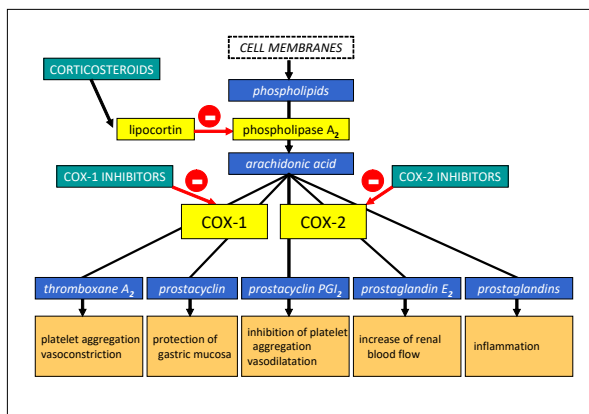 CELL MEMBRANES
CORTICOSTEROIDS
phospholipids
lipocortin
phospholipase A₂
arachidonic acid
COX-1 INHIBITORS
COX-2 INHIBITORS
COX-1
COX-2
thromboxane A₂
prostacyclin
prostacyclin PGI₂
prostaglandin E₂
prostaglandins
platelet aggregation
vasoconstriction
protection of
gastric mucosa
inhibition of platelet
aggregation
vasodilatation
increase of renal
blood flow
inflammation